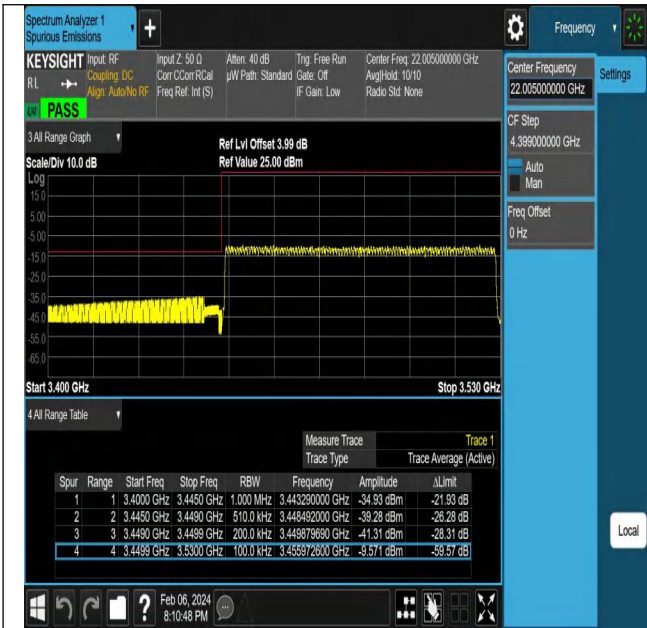 Spectrum Analyzer 1
Spurious Emissions
Frequency
KEYSIGHT
RL
Input: RF
Coupling: DC
Align: Auto/No RF
Input Z: 50 Ω
Corr CCorr RCal
Freq Ref: Int (S)
Atten: 40 dB
µW Path: Standard
Trig: Free Run
Gate: Off
IF Gain: Low
Center Freq: 22.005000000 GHz
Avg|Hold: 10/10
Radio Std: None
PASS
Center Frequency
22.005000000 GHz
Settings
CF Step
4.399000000 GHz
Auto
Man
Freq Offset
0 Hz
3 All Range Graph
Scale/Div 10.0 dB
Ref Lvl Offset 3.99 dB
Ref Value 25.00 dBm
Log
15.0
5.00
-5.00
-15.0
-25.0
-35.0
-45.0
-55.0
-65.0
Start 3.400 GHz
Stop 3.530 GHz
4 All Range Table
Measure Trace Trace 1
Trace Type Trace Average (Active)
Spur Range Start Freq Stop Freq RBW Frequency Amplitude ΔLimit
1 1 3.4000 GHz 3.4450 GHz 1.000 MHz 3.443290000 GHz -34.93 dBm -21.93 dB
2 2 3.4450 GHz 3.4490 GHz 510.0 kHz 3.448492000 GHz -39.28 dBm -26.28 dB
3 3 3.4490 GHz 3.4499 GHz 200.0 kHz 3.449879690 GHz -41.31 dBm -28.31 dB
4 4 3.4499 GHz 3.5300 GHz 100.0 kHz 3.455972600 GHz -9.571 dBm -59.57 dB
Local
?
Feb 06, 2024
8:10:48 PM